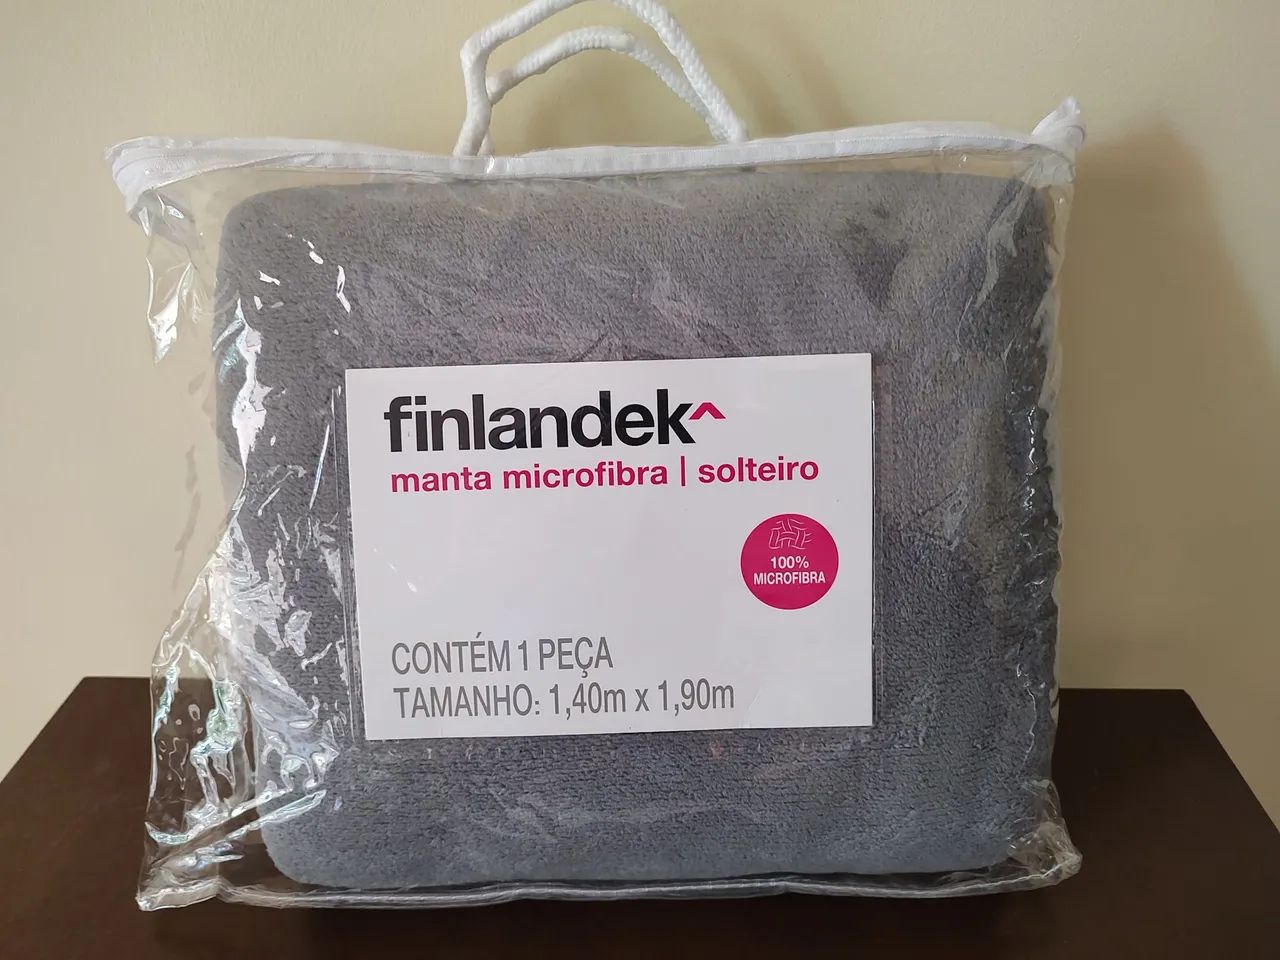 finlandek^
manta microfibra | solteiro
100%
MICROFIBRA
CONTÉM 1 PEÇA
TAMANHO: 1,40m x 1,90m